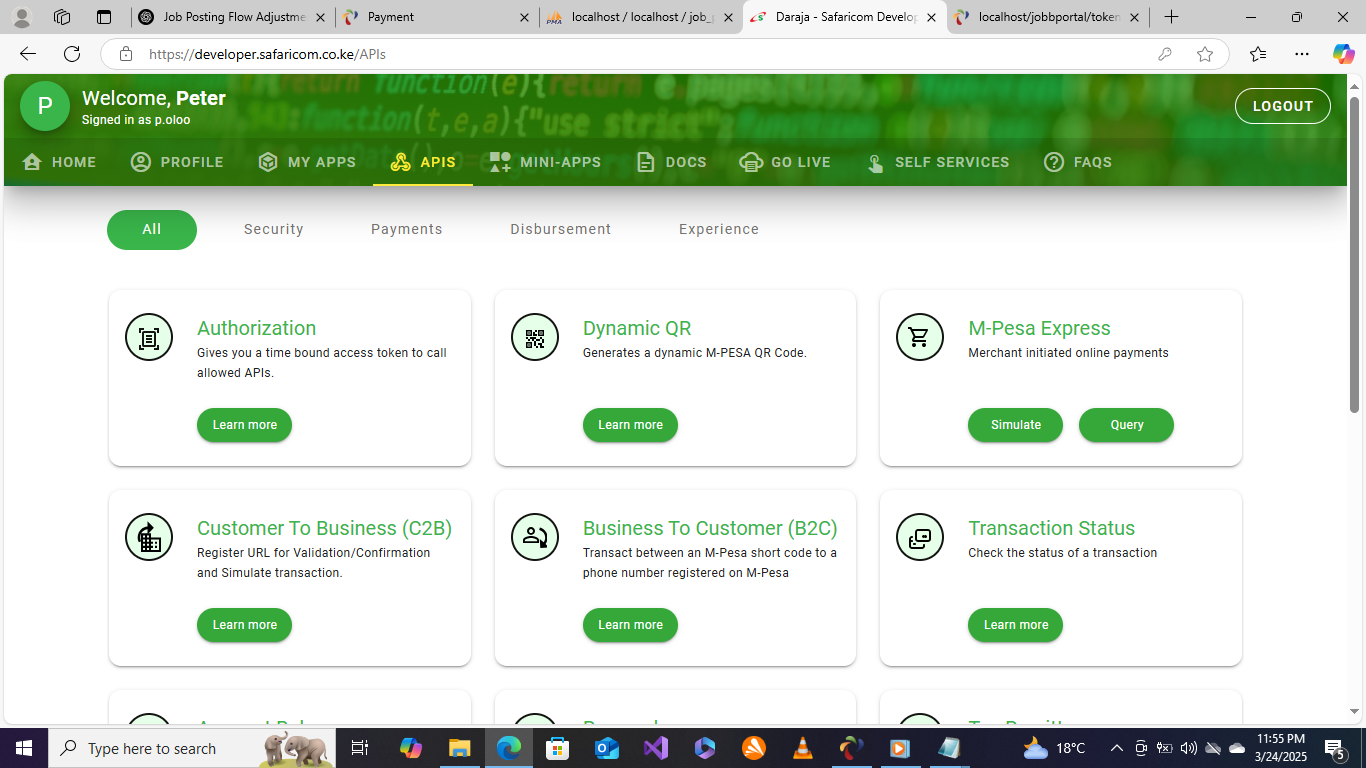 Job Posting Flow Adjustme
Payment
localhost / localhost / job_p
Daraja - Safaricom Develop
localhost/jobbportal/token
https://developer.safaricom.co.ke/APIs
P
Welcome, Peter
Signed in as p.oloo
LOGOUT
HOME
PROFILE
MY APPS
APIS
MINI-APPS
DOCS
GO LIVE
SELF SERVICES
FAQS
All
Security
Payments
Disbursement
Experience
Authorization
Gives you a time bound access token to call
allowed APIs.
Learn more
Dynamic QR
Generates a dynamic M-PESA QR Code.
Learn more
M-Pesa Express
Merchant initiated online payments
Simulate
Query
Customer To Business (C2B)
Register URL for Validation/Confirmation
and Simulate transaction.
Learn more
Business To Customer (B2C)
Transact between an M-Pesa short code to a
phone number registered on M-Pesa
Learn more
Transaction Status
Check the status of a transaction
Learn more
Type here to search
18°C
11:55 PM
3/24/2025
5